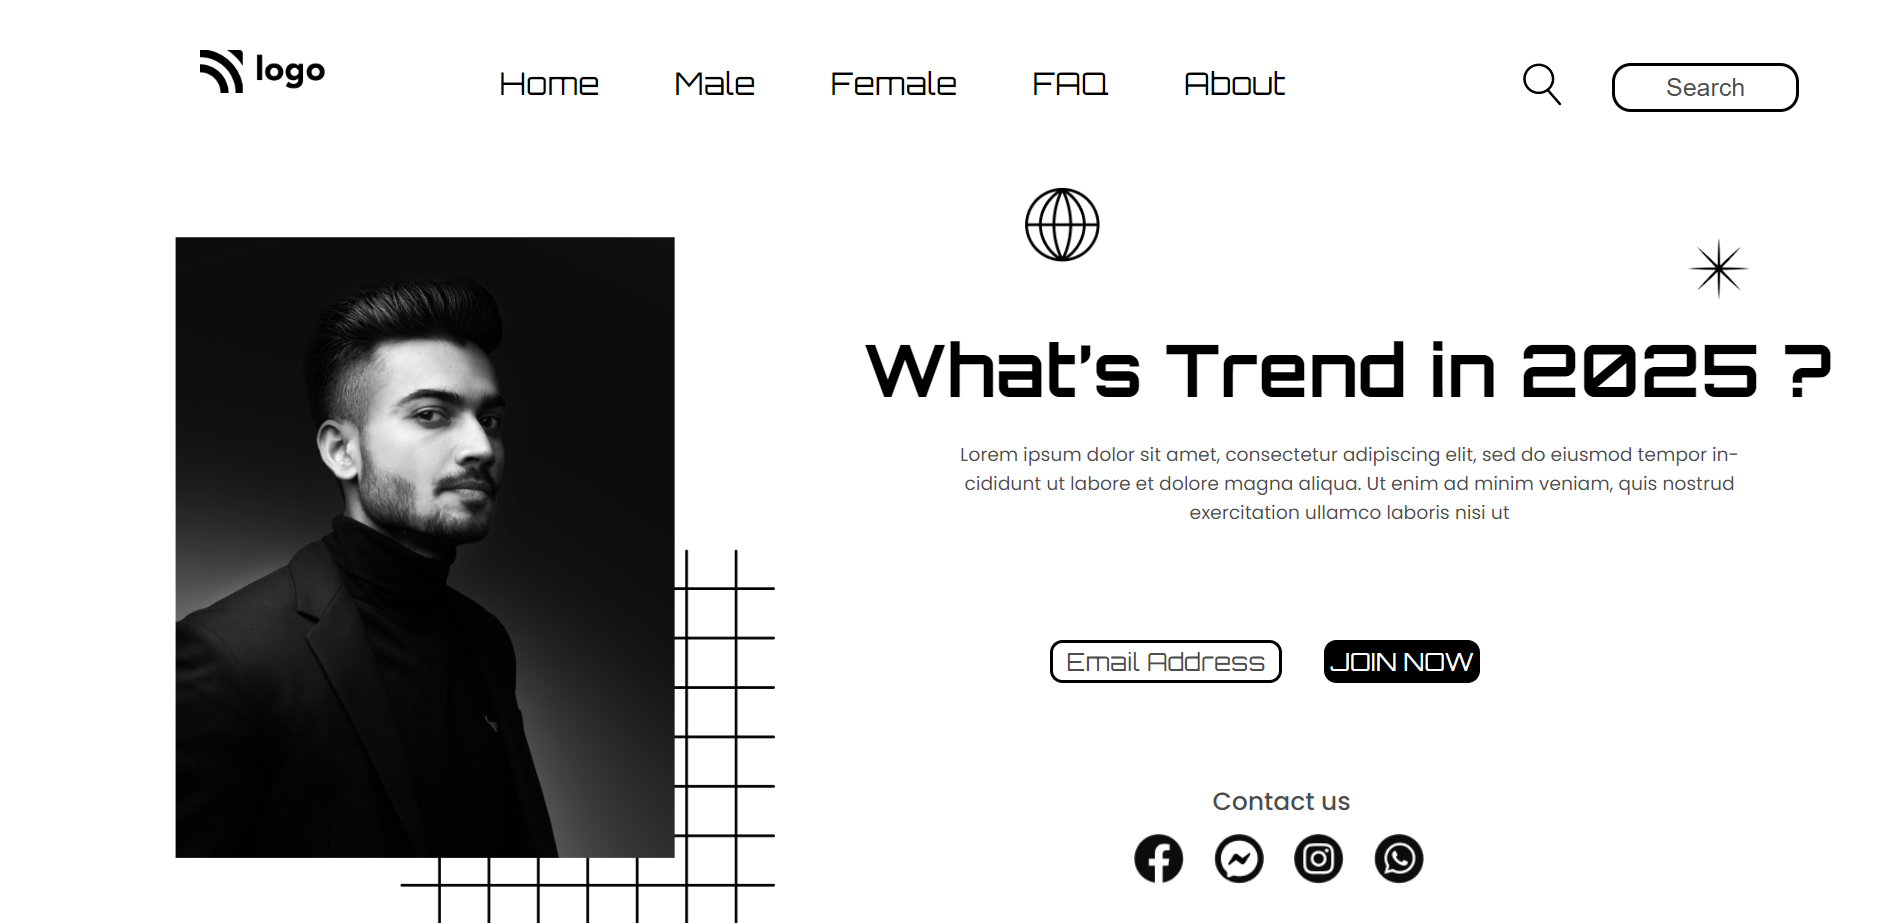 logo
Home
Male
Female
FAQ
About
Search
What's Trend in 2025 ?
Lorem ipsum dolor sit amet, consectetur adipiscing elit, sed do eiusmod tempor in-
cididunt ut labore et dolore magna aliqua. Ut enim ad minim veniam, quis nostrud
exercitation ullamco laboris nisi ut
Email Address
JOIN NOW
Contact us